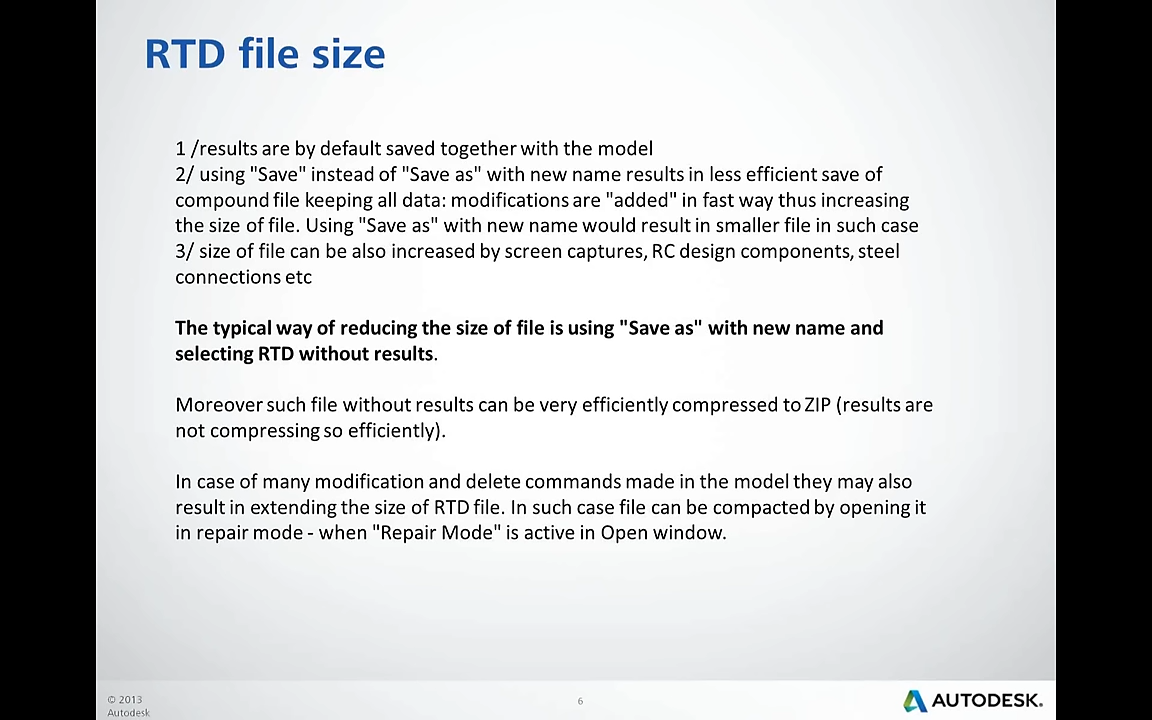 RTD file size
1 /results are by default saved together with the model
2/ using "Save" instead of "Save as" with new name results in less efficient save of
compound file keeping all data: modifications are "added" in fast way thus increasing
the size of file. Using "Save as" with new name would result in smaller file in such case
3/ size of file can be also increased by screen captures, RC design components, steel
connections etc
The typical way of reducing the size of file is using "Save as" with new name and
selecting RTD without results.
Moreover such file without results can be very efficiently compressed to ZIP (results are
not compressing so efficiently).
In case of many modification and delete commands made in the model they may also
result in extending the size of RTD file. In such case file can be compacted by opening it
in repair mode - when "Repair Mode" is active in Open window.
© 2013
Autodesk
6
AUTODESK.